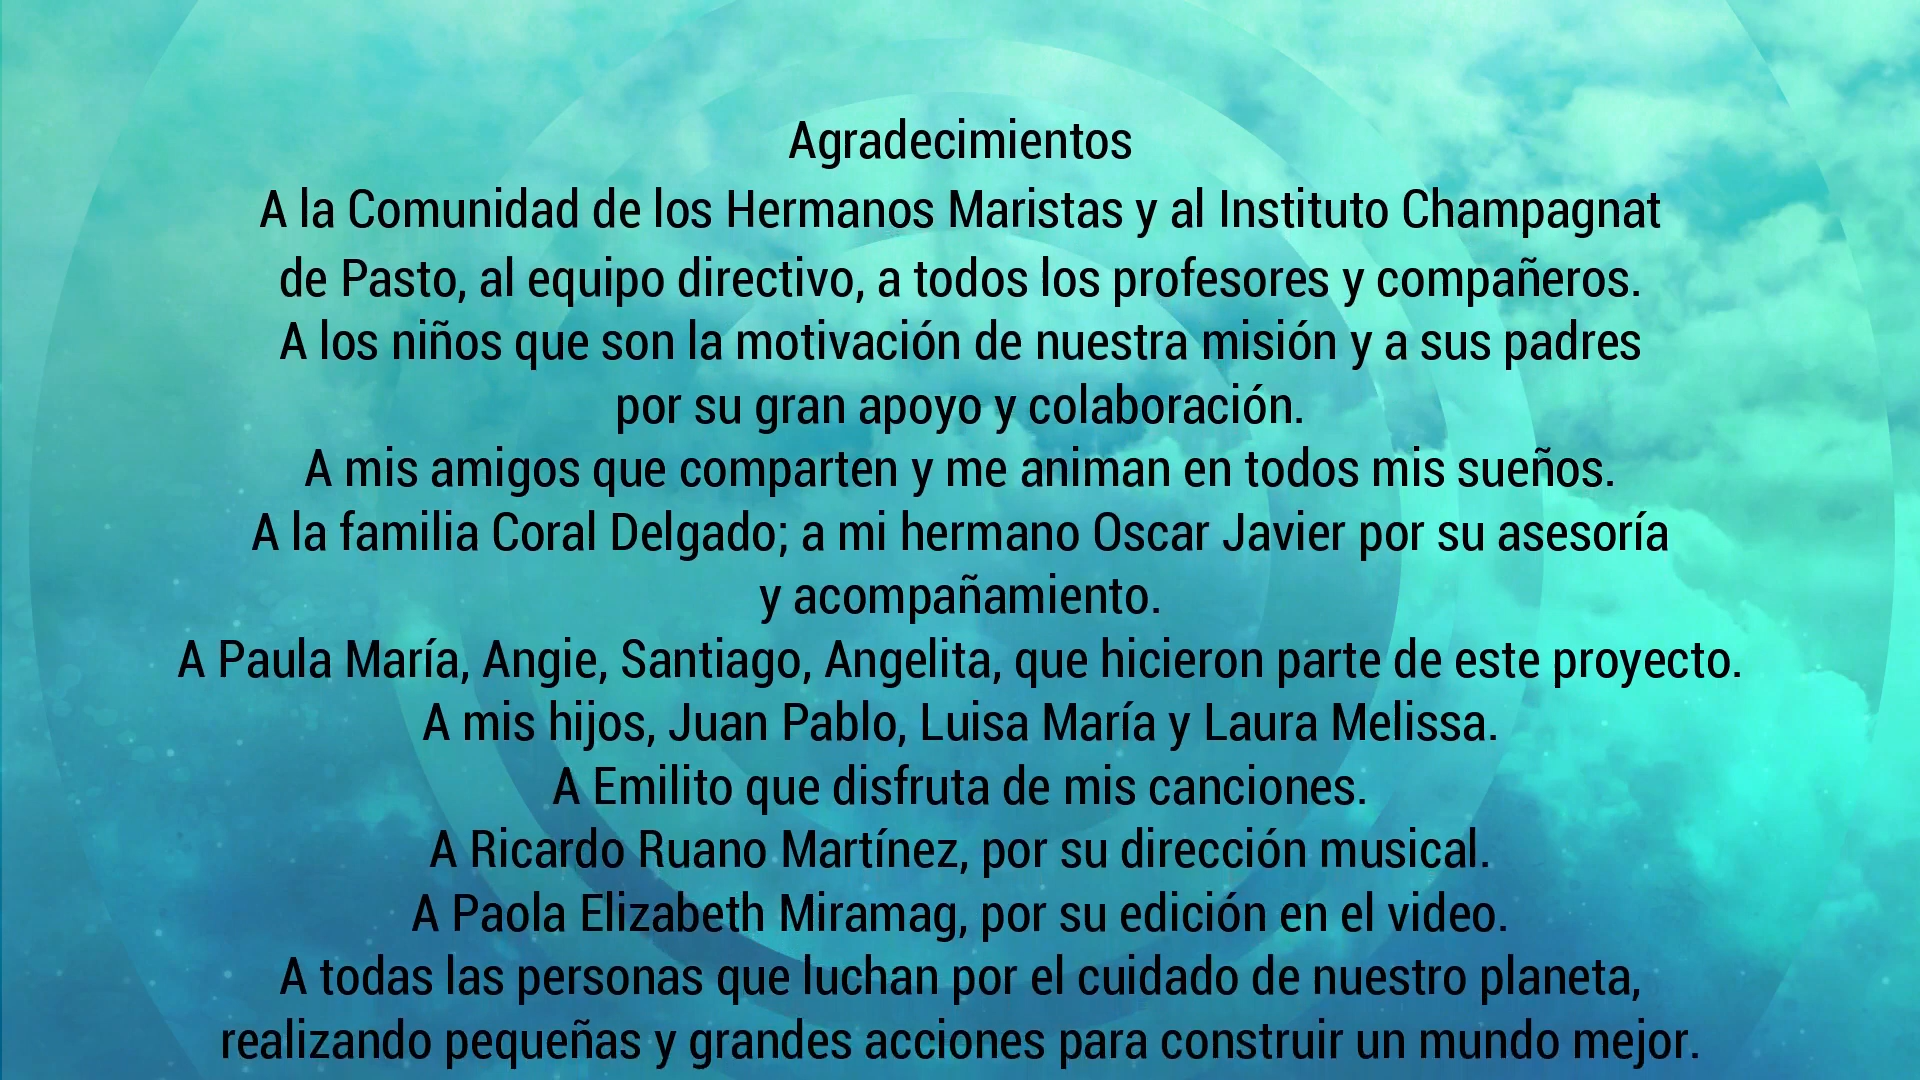 Agradecimientos
A la Comunidad de los Hermanos Maristas y al Instituto Champagnat
de Pasto, al equipo directivo, a todos los profesores y compañeros.
A los niños que son la motivación de nuestra misión y a sus padres
por su gran apoyo y colaboración.
A mis amigos que comparten y me animan en todos mis sueños.
A la familia Coral Delgado; a mi hermano Oscar Javier por su asesoría
y acompañamiento.
A Paula María, Angie, Santiago, Angelita, que hicieron parte de este proyecto.
A mis hijos, Juan Pablo, Luisa María y Laura Melissa.
A Emilito que disfruta de mis canciones.
A Ricardo Ruano Martínez, por su dirección musical.
A Paola Elizabeth Miramag, por su edición en el video.
A todas las personas que luchan por el cuidado de nuestro planeta,
realizando pequeñas y grandes acciones para construir un mundo mejor.